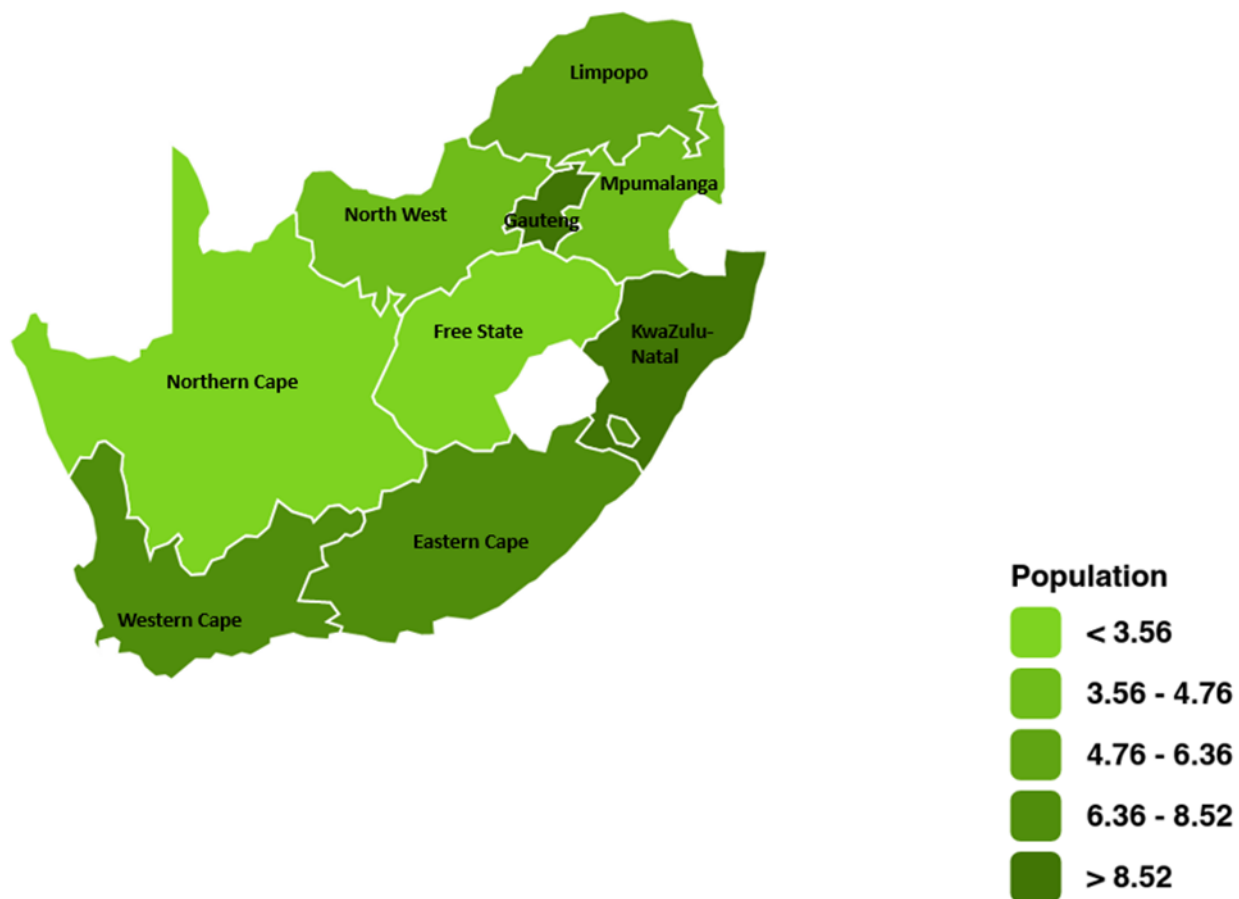 Limpopo
Mpumalanga
North West
Gauteng
Free State
KwaZulu-
Natal
Northern Cape
Eastern Cape
Western Cape
Population
< 3.56
3.56 - 4.76
4.76 - 6.36
6.36 - 8.52
> 8.52